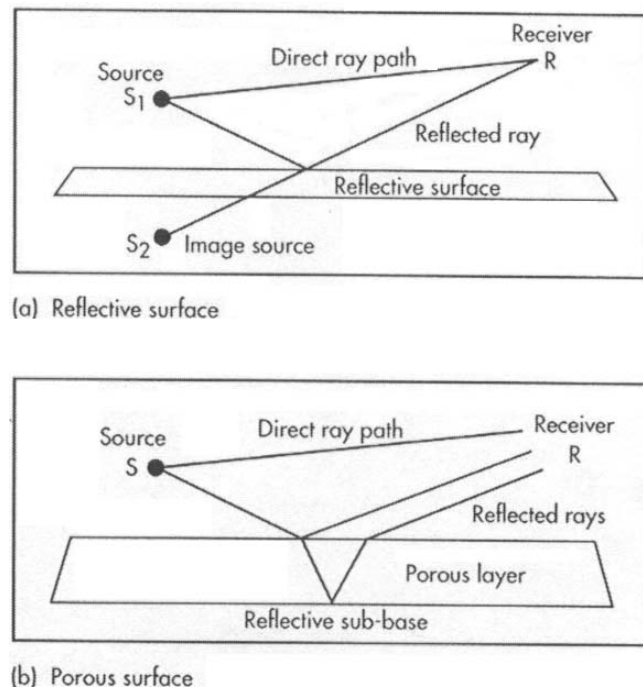 Receiver
Direct ray path
R
Source
S1
Reflected ray
Reflective surface
S2
Image source
(a) Reflective surface
Receiver
Source
Direct ray path
R
S
Reflected rays
Porous layer
Reflective sub-base
(b) Porous surface